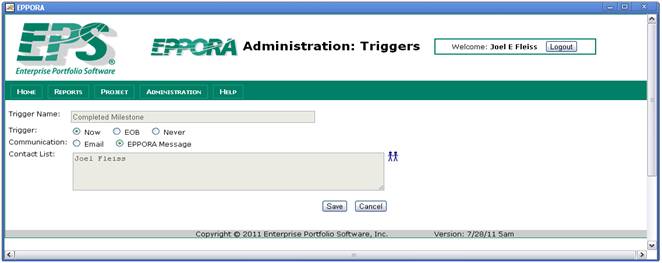 EPPORA
EPS®
Enterprise Portfolio Software
EPPORA Administration: Triggers
Welcome: Joel E Fleiss Logout
HOME REPORTS PROJECT ADMINISTRATION HELP
Trigger Name: Completed Milestone
Trigger: Now EOB Never
Communication: Email EPPORA Message
Contact List: Joel Fleiss
Save Cancel
Copyright © 2011 Enterprise Portfolio Software, Inc. Version: 7/28/11 5am